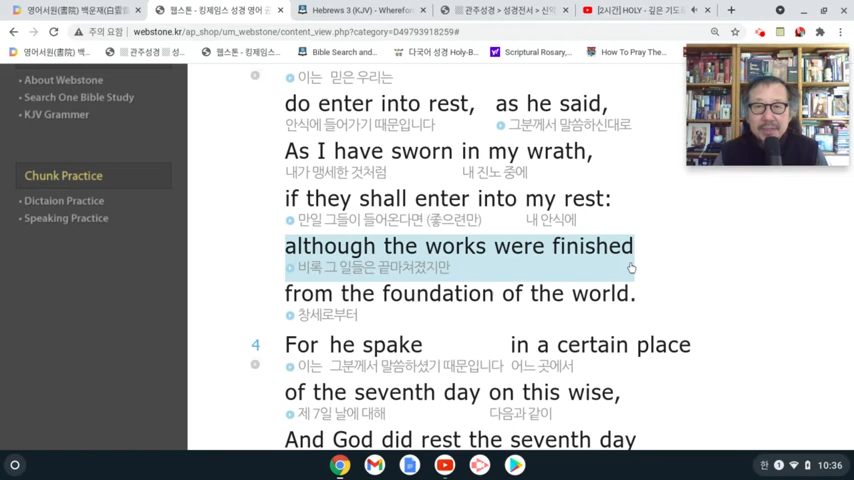 영어서원(書院) 백운재(白雲齋
웹스톤 - 킹제임스 성경 영어 공
Hebrews 3 (KJV) - Wherefor
[] 관주성경 > 성경전서 > 신약
[2시간] HOLY - 깊은 기도
주의 요함
webstone.kr/ap_shop/um_webstone/content_view.php?category=D49793418359#
영어서원(書院) 백...
[] 관주성경 [] 성...
웹스톤 - 킹제임스...
Bible Search and...
다국어 성경 Holy-B...
Scriptural Rosary,...
How To Pray The...
읽기 목록
About Webstone
Search One Bible Study
KJV Grammer
Chunk Practice
Dictaion Practice
Speaking Practice
이는 믿은 우리는
do enter into rest, as he said,
안식에 들어가기 때문입니다 그분께서 말씀하신대로
As I have sworn in my wrath,
내가 맹세한 것처럼 내 진노 중에
if they shall enter into my rest:
만일 그들이 들어온다면 (좋으련만) 내 안식에
although the works were finished
비록 그 일들은 끝마쳐졌지만
from the foundation of the world.
창세로부터
4 For he spake in a certain place
이는 그분께서 말씀하셨기 때문입니다 어느 곳에서
of the seventh day on this wise,
제 7일 날에 대해 다음과 같이
And God did rest the seventh day
한 1 10:36